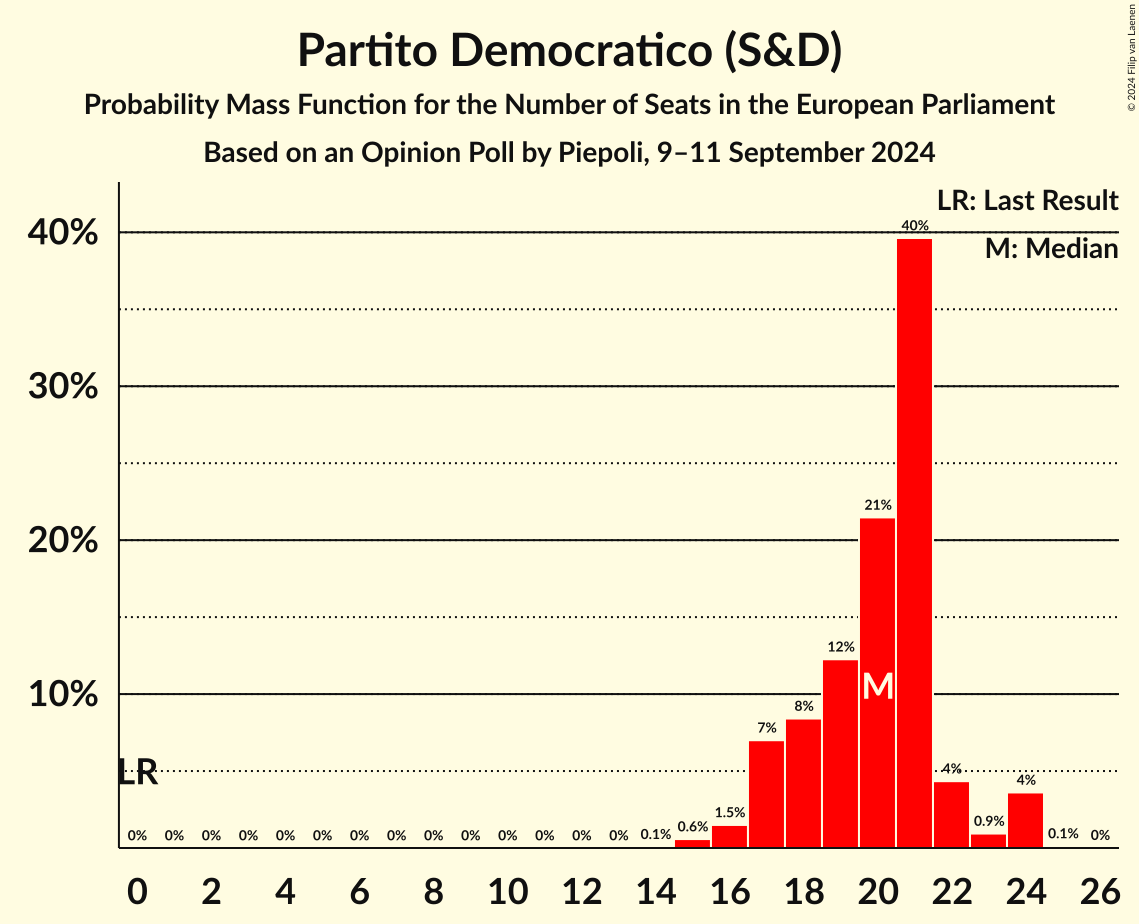 Partito Democratico (S&D)
Probability Mass Function for the Number of Seats in the European Parliament
Based on an Opinion Poll by Piepoli, 9–11 September 2024
© 2024 Filip van Laenen
LR: Last Result
M: Median
40%
30%
20%
10%
LR
M
0% 0% 0% 0% 0% 0% 0% 0% 0% 0% 0% 0% 0% 0% 0.1% 0.6% 1.5% 7% 8% 12% 21% 40% 4% 0.9% 4% 0.1% 0%
0 2 4 6 8 10 12 14 16 18 20 22 24 26